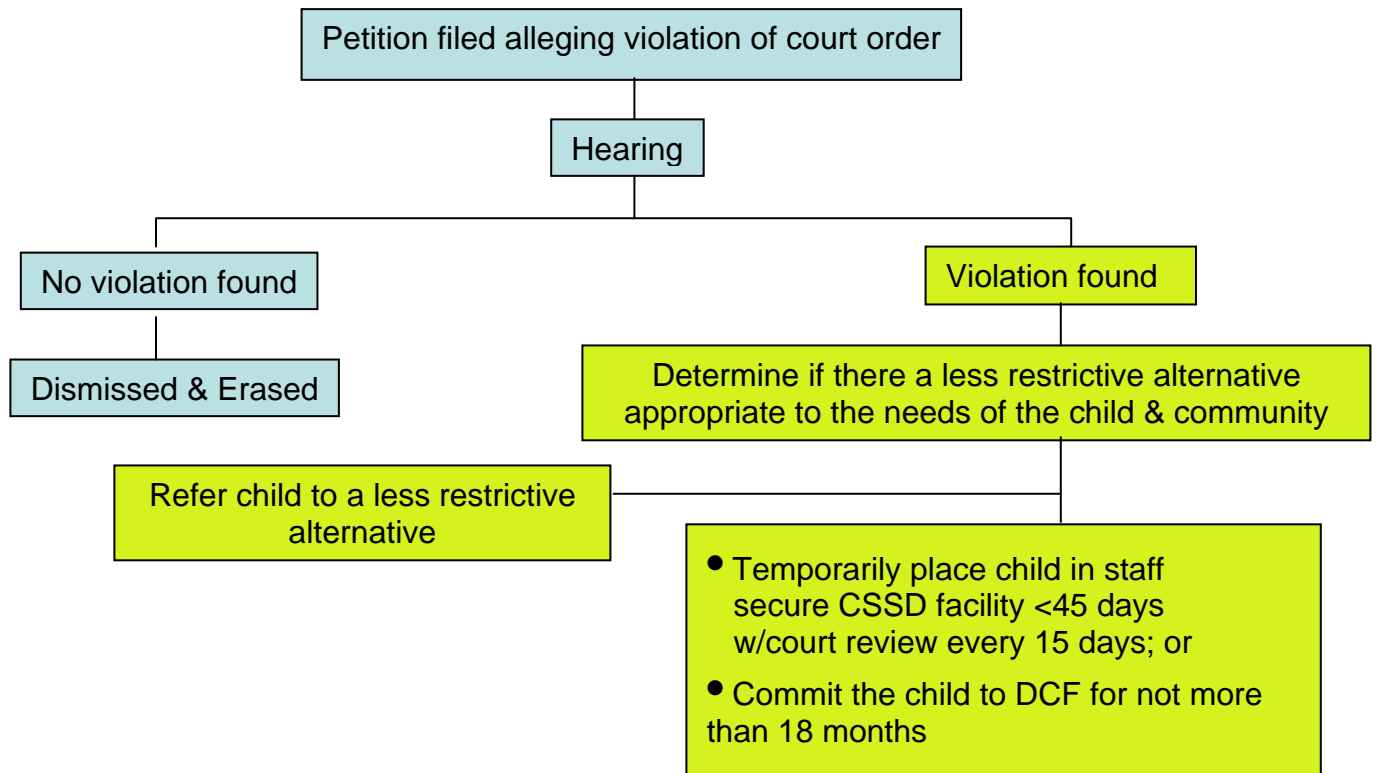 Petition filed alleging violation of court order
Hearing
No violation found
Violation found
Dismissed & Erased
Determine if there a less restrictive alternative
appropriate to the needs of the child & community
Refer child to a less restrictive
alternative
• Temporarily place child in staff
secure CSSD facility <45 days
w/court review every 15 days; or
• Commit the child to DCF for not more
than 18 months